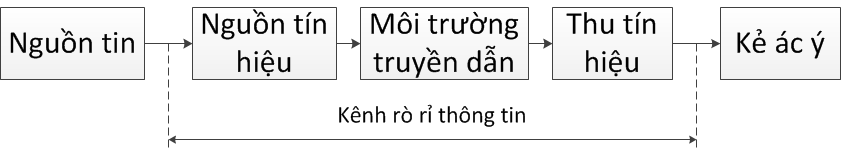 Nguồn tin
Nguồn tín
hiệu
Môi trường
truyền dẫn
Thu tín
hiệu
Kẻ ác ý
Kênh rò rỉ thông tin